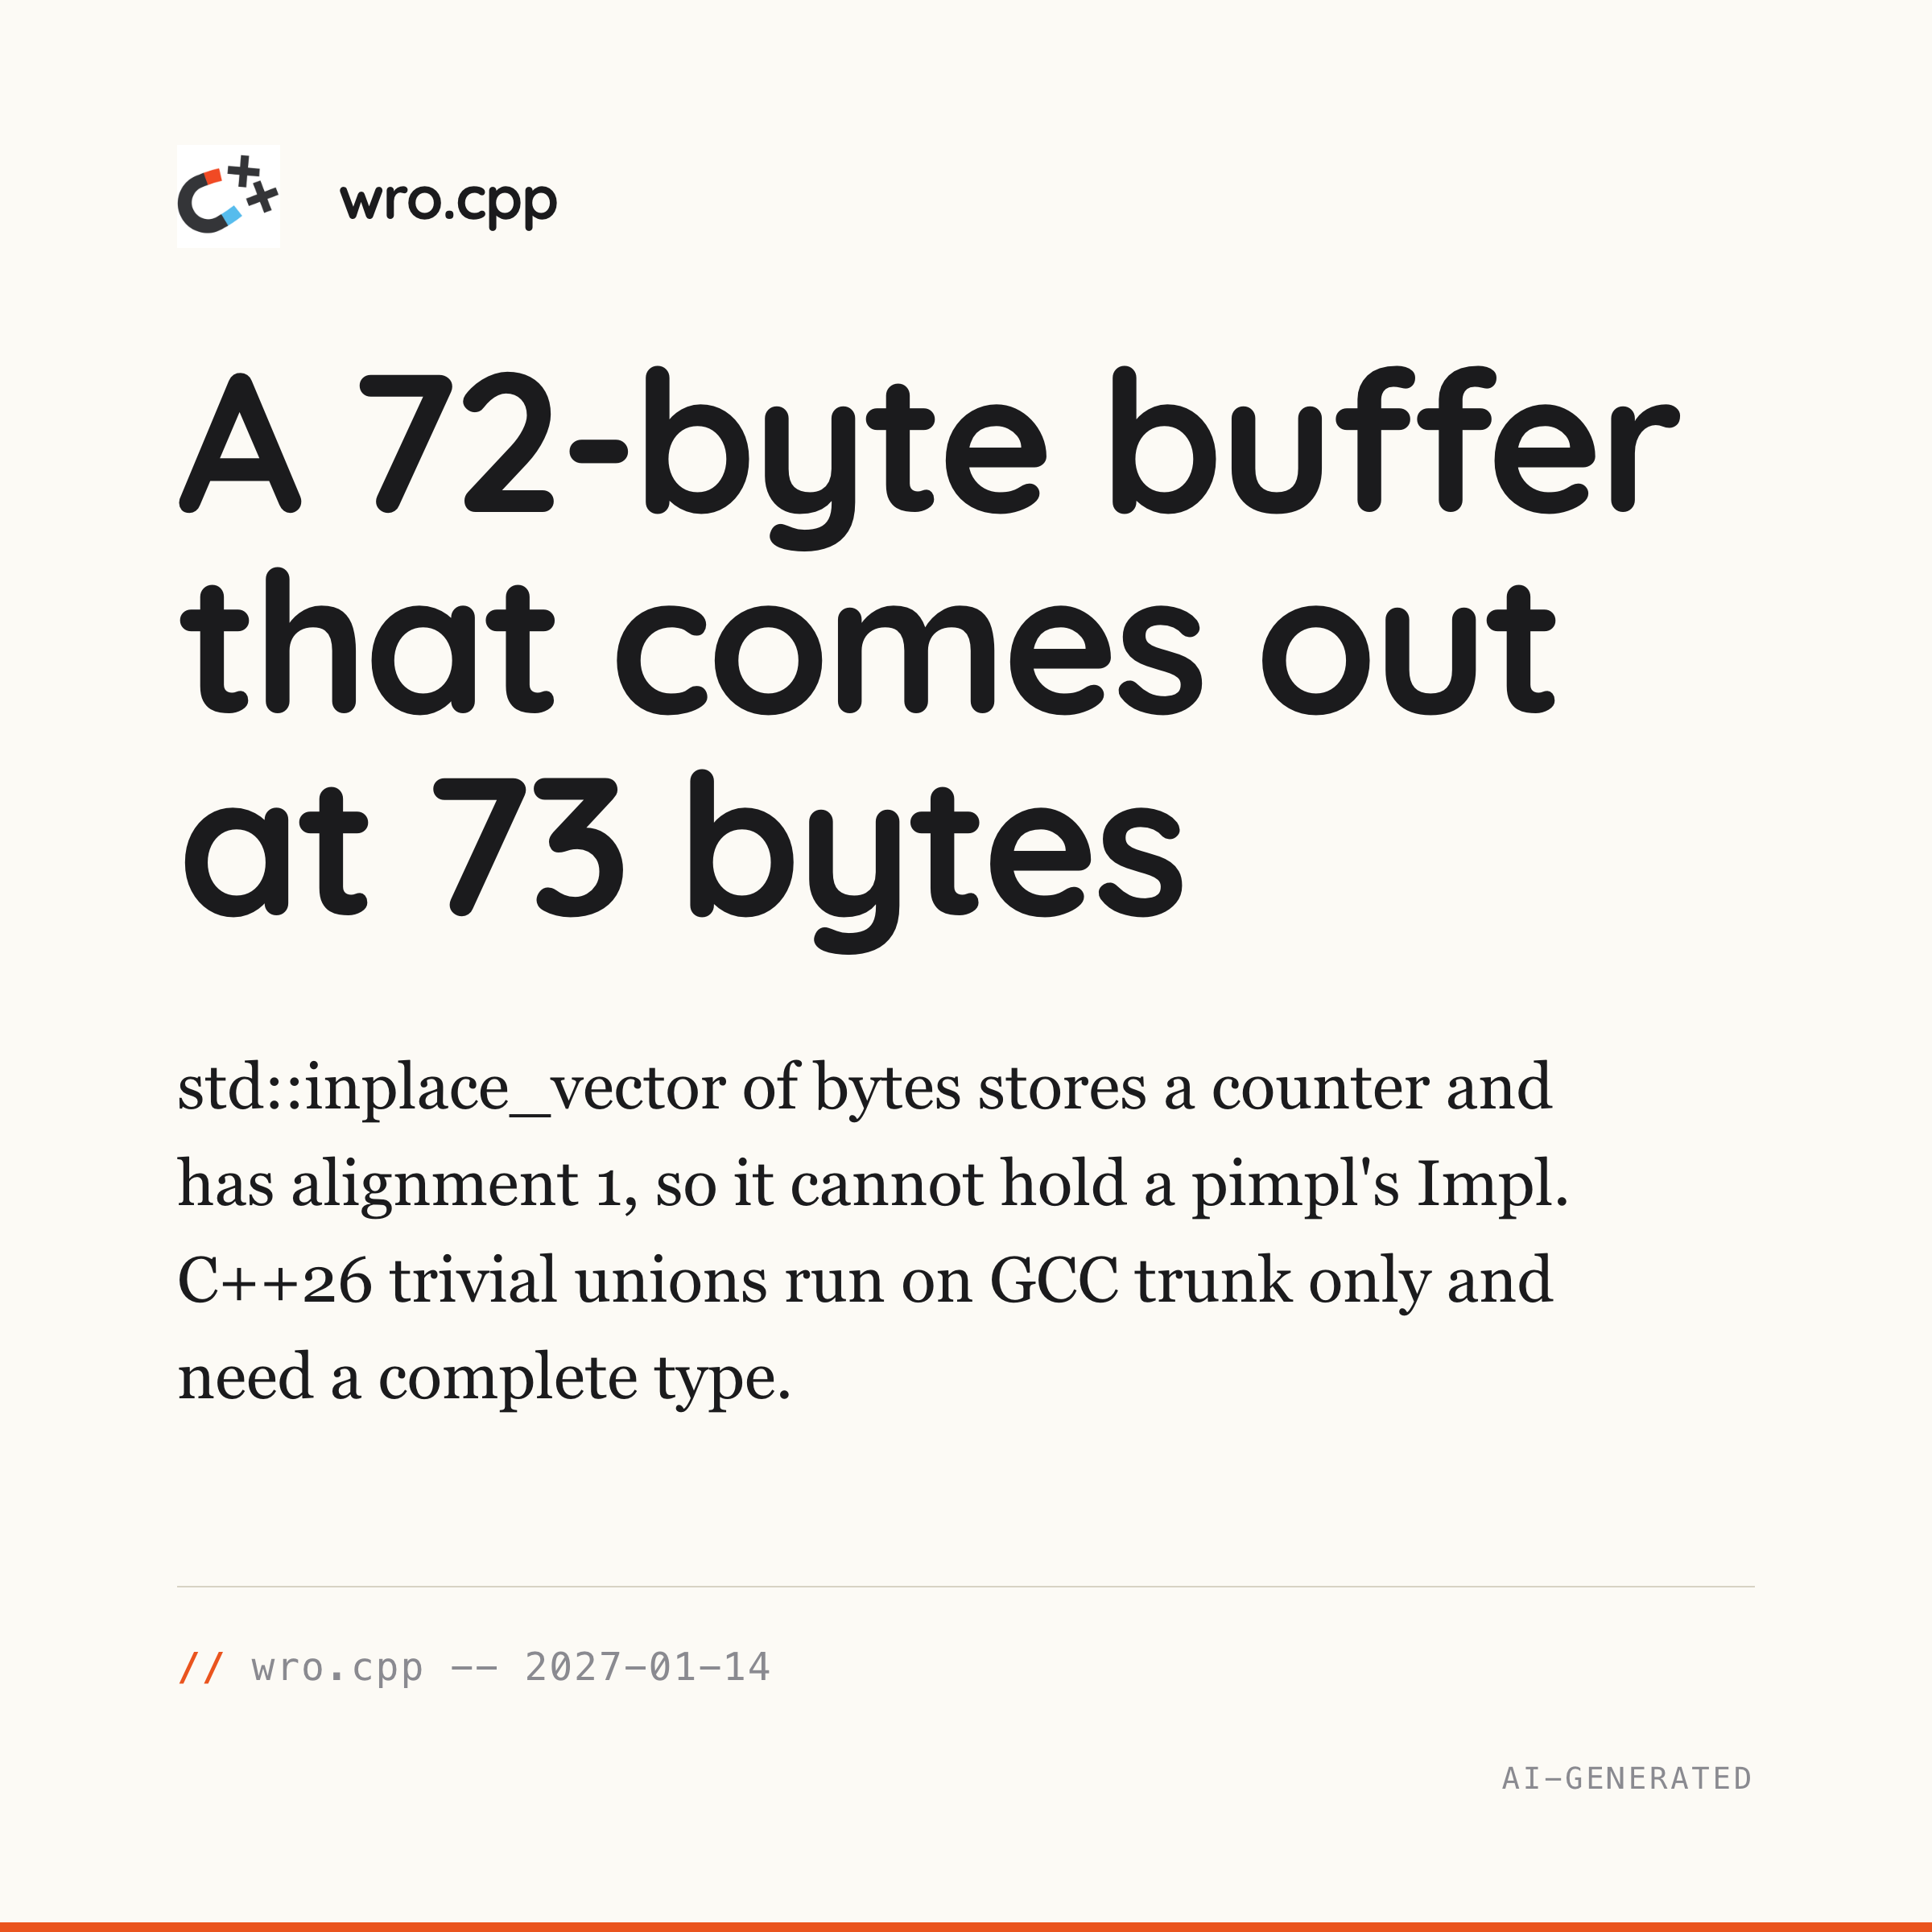 wro.cpp
A 72-byte buffer
that comes out
at 73 bytes
std::inplace_vector of bytes stores a counter and
has alignment 1, so it cannot hold a pimpl's Impl.
C++26 trivial unions run on GCC trunk only and
need a complete type.
// wro.cpp -- 2027-01-14
AI-GENERATED